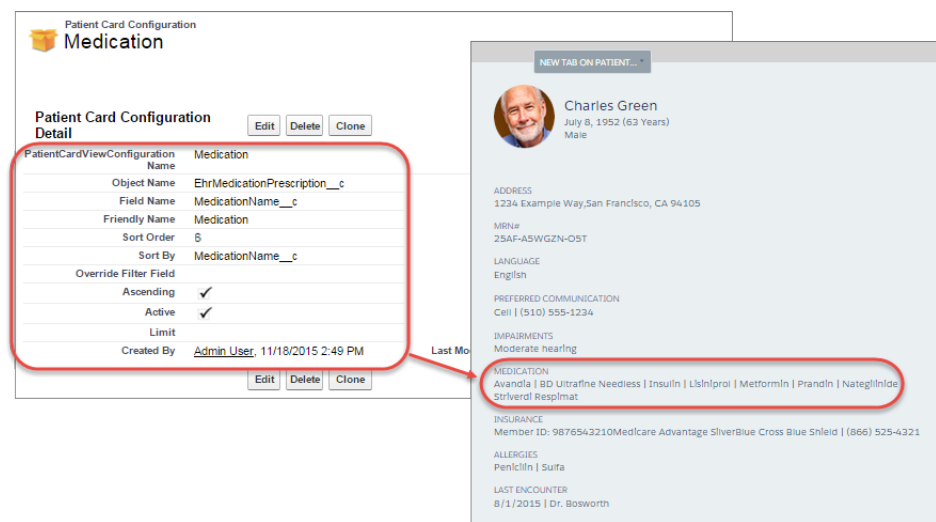 Patient Card Configuration
Medication
Patient Card Configuration
Detail
Edit Delete Clone
PatientCardViewConfiguration
Name Medication
Object Name EhrMedicationPrescription__c
Field Name MedicationName__c
Friendly Name Medication
Sort Order 6
Sort By MedicationName__c
Override Filter Field
Ascending ✓
Active ✓
Limit
Created By Admin User, 11/18/2015 2:49 PM
Last Mo
Edit Delete Clone
NEW TAB ON PATIENT...
Charles Green
July 8, 1952 (63 Years)
Male
ADDRESS
1234 Example Way,San Francisco, CA 94105
MRN#
25AF-A5WGZN-O5T
LANGUAGE
English
PREFERRED COMMUNICATION
Cell | (510) 555-1234
IMPAIRMENTS
Moderate hearing
MEDICATION
Avandia | BD Ultrafine Needless | Insulin | Lisinlprol | Metformin | Prandin | Nateglilnide
Striverdi Respimat
INSURANCE
Member ID: 9876543210Medicare Advantage SilverBlue Cross Blue Shield | (866) 525-4321
ALLERGIES
Penicilin | Sulfa
LAST ENCOUNTER
8/1/2015 | Dr. Bosworth